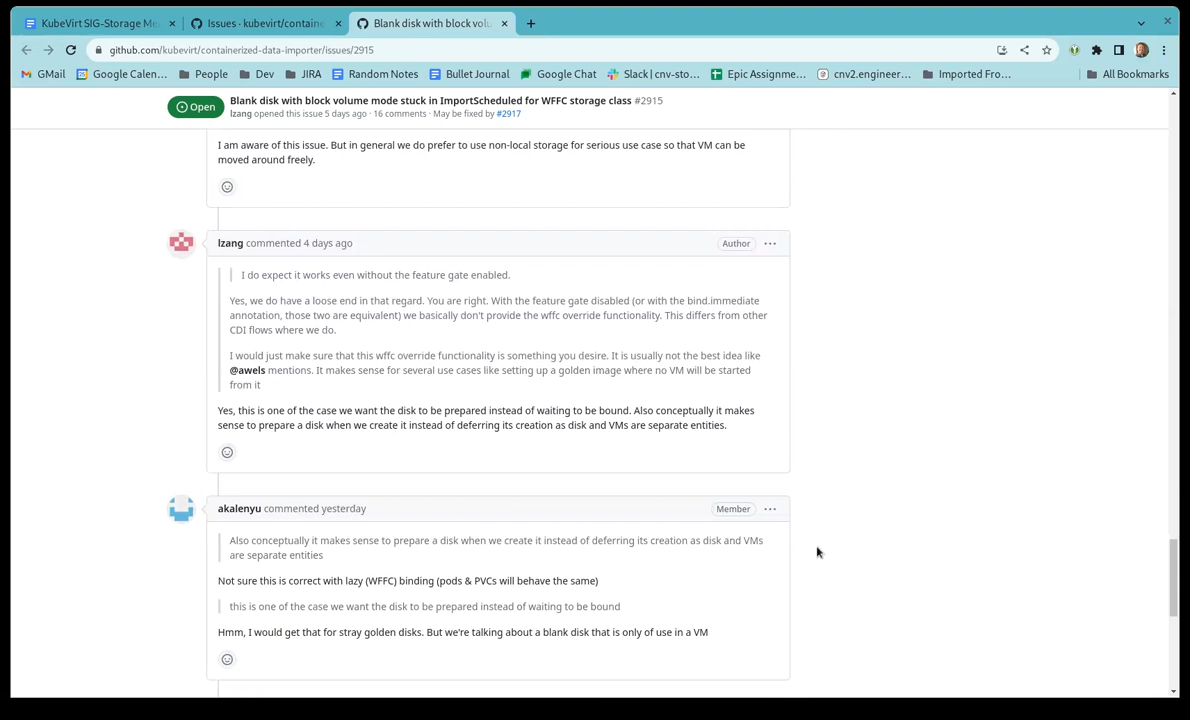 KubeVirt SIG-Storage Me
Issues · kubevirt/containe
Blank disk with block volu
github.com/kubevirt/containerized-data-importer/issues/2915
GMail
Google Calen...
People
Dev
JIRA
Random Notes
Bullet Journal
Google Chat
Slack | cnv-sto...
Epic Assignme...
cnv2.engineer...
Imported Fro...
All Bookmarks
Open
Blank disk with block volume mode stuck in ImportScheduled for WFFC storage class #2915
lzang opened this issue 5 days ago · 16 comments · May be fixed by #2917
I am aware of this issue. But in general we do prefer to use non-local storage for serious use case so that VM can be
moved around freely.
lzang commented 4 days ago
Author
I do expect it works even without the feature gate enabled.
Yes, we do have a loose end in that regard. You are right. With the feature gate disabled (or with the bind.immediate
annotation, those two are equivalent) we basically don't provide the wffc override functionality. This differs from other
CDI flows where we do.
I would just make sure that this wffc override functionality is something you desire. It is usually not the best idea like
@awels mentions. It makes sense for several use cases like setting up a golden image where no VM will be started
from it
Yes, this is one of the case we want the disk to be prepared instead of waiting to be bound. Also conceptually it makes
sense to prepare a disk when we create it instead of deferring its creation as disk and VMs are separate entities.
akalenyu commented yesterday
Member
Also conceptually it makes sense to prepare a disk when we create it instead of deferring its creation as disk and VMs
are separate entities
Not sure this is correct with lazy (WFFC) binding (pods & PVCs will behave the same)
this is one of the case we want the disk to be prepared instead of waiting to be bound
Hmm, I would get that for stray golden disks. But we're talking about a blank disk that is only of use in a VM